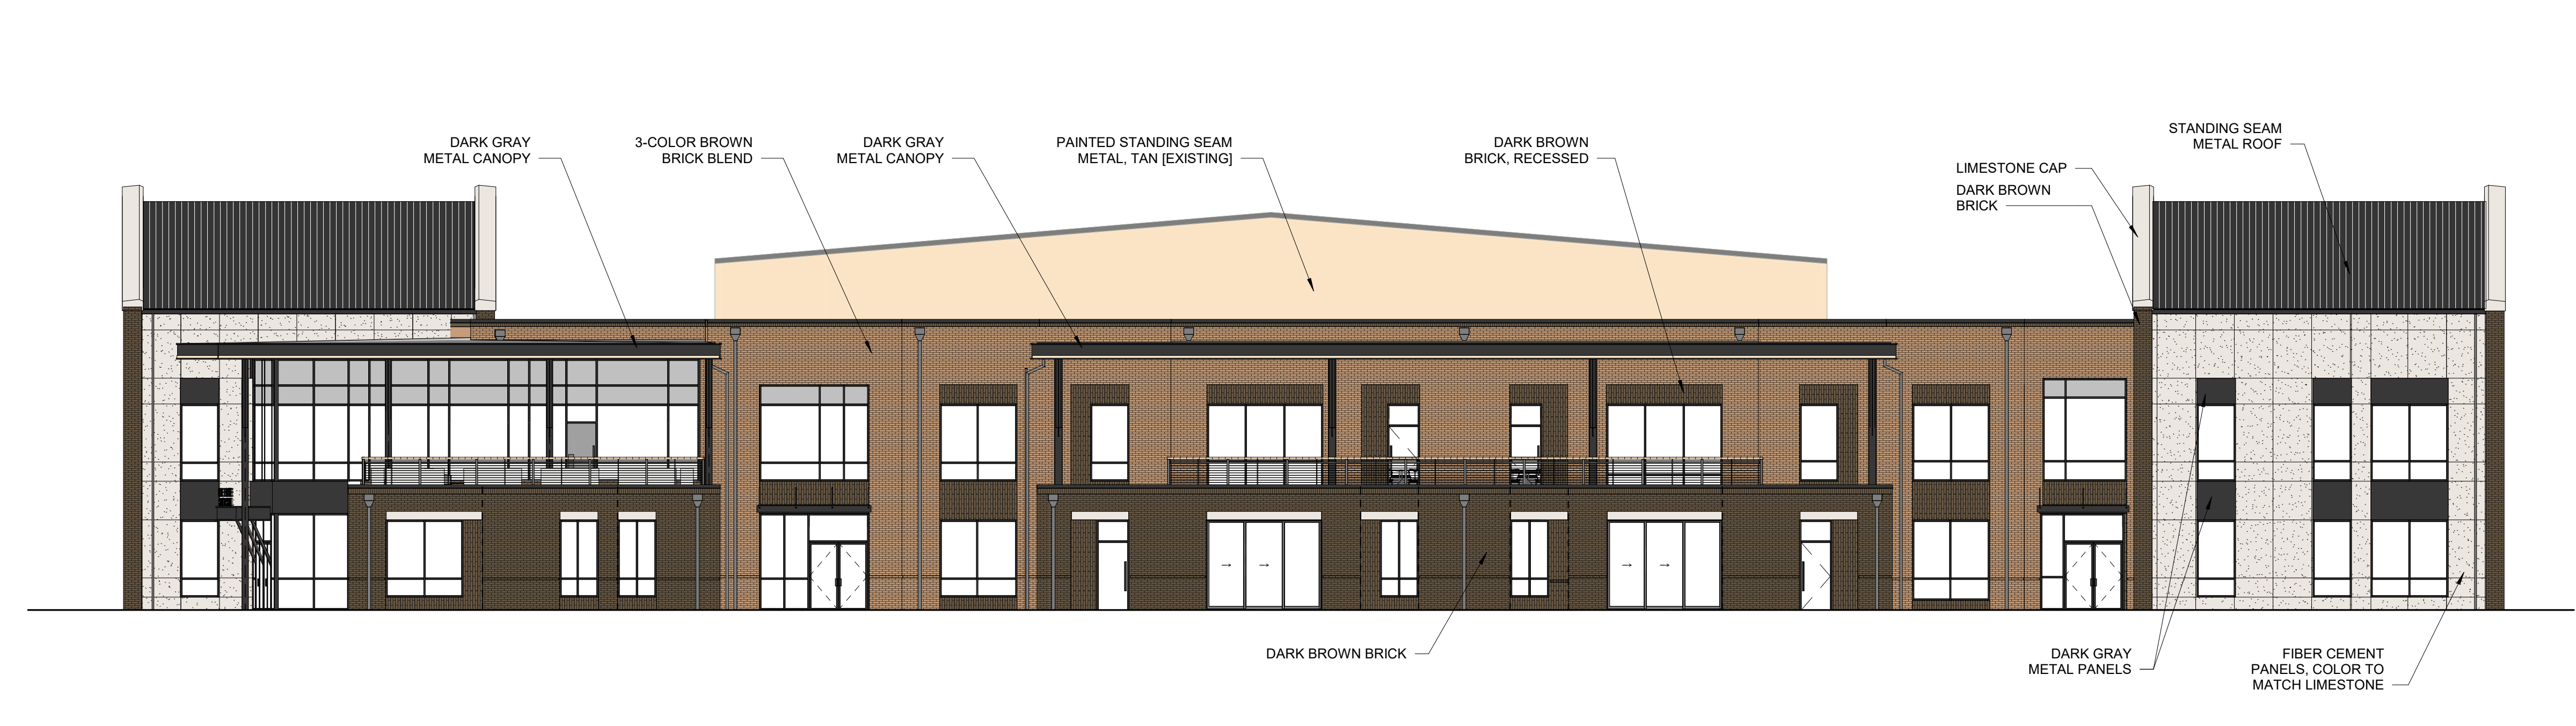 DARK GRAY
METAL CANOPY
3-COLOR BROWN
BRICK BLEND
DARK GRAY
METAL CANOPY
PAINTED STANDING SEAM
METAL, TAN [EXISTING]
DARK BROWN
BRICK, RECESSED
STANDING SEAM
METAL ROOF
LIMESTONE CAP
DARK BROWN
BRICK
DARK BROWN BRICK
DARK GRAY
METAL PANELS
FIBER CEMENT
PANELS, COLOR TO
MATCH LIMESTONE